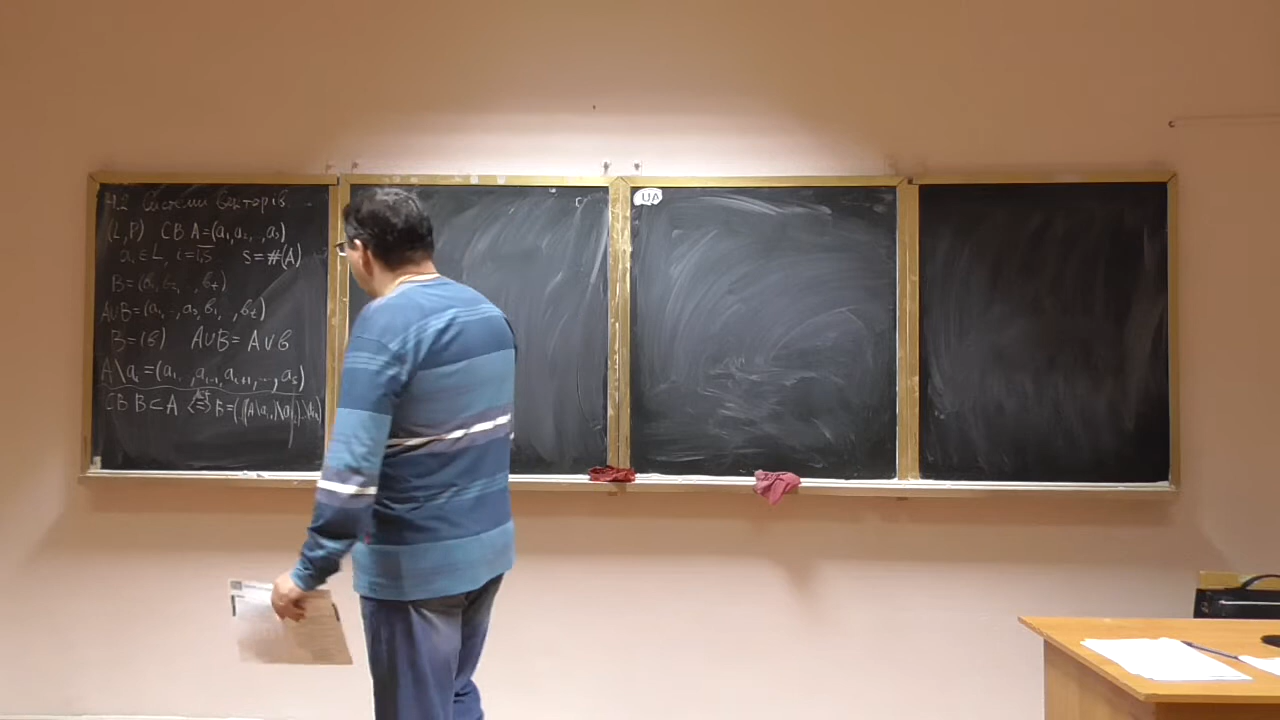 4.2 Системи векторів
(L,P) СВ A=(a₁,a₂,..,aₛ)
aᵢ∈L, i=1,s s=#(A)
B=(b₁,b₂,..,bₜ)
A∪B=(a₁,..,aₛ,b₁,..,bₜ)
B=(b) A∪B=A∪b
A\aᵢ=(a₁,..,aᵢ₋₁,aᵢ₊₁,..,aₛ)
СВ B⊂A ⇔
UA